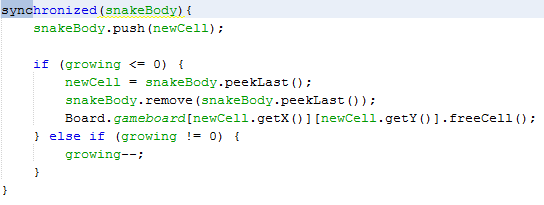 synchronized(snakeBody){
    snakeBody.push(newCell);

    if (growing <= 0) {
        newCell = snakeBody.peekLast();
        snakeBody.remove(snakeBody.peekLast());
        Board.gameboard[newCell.getX()][newCell.getY()].freeCell();
    } else if (growing != 0) {
        growing--;
    }
}